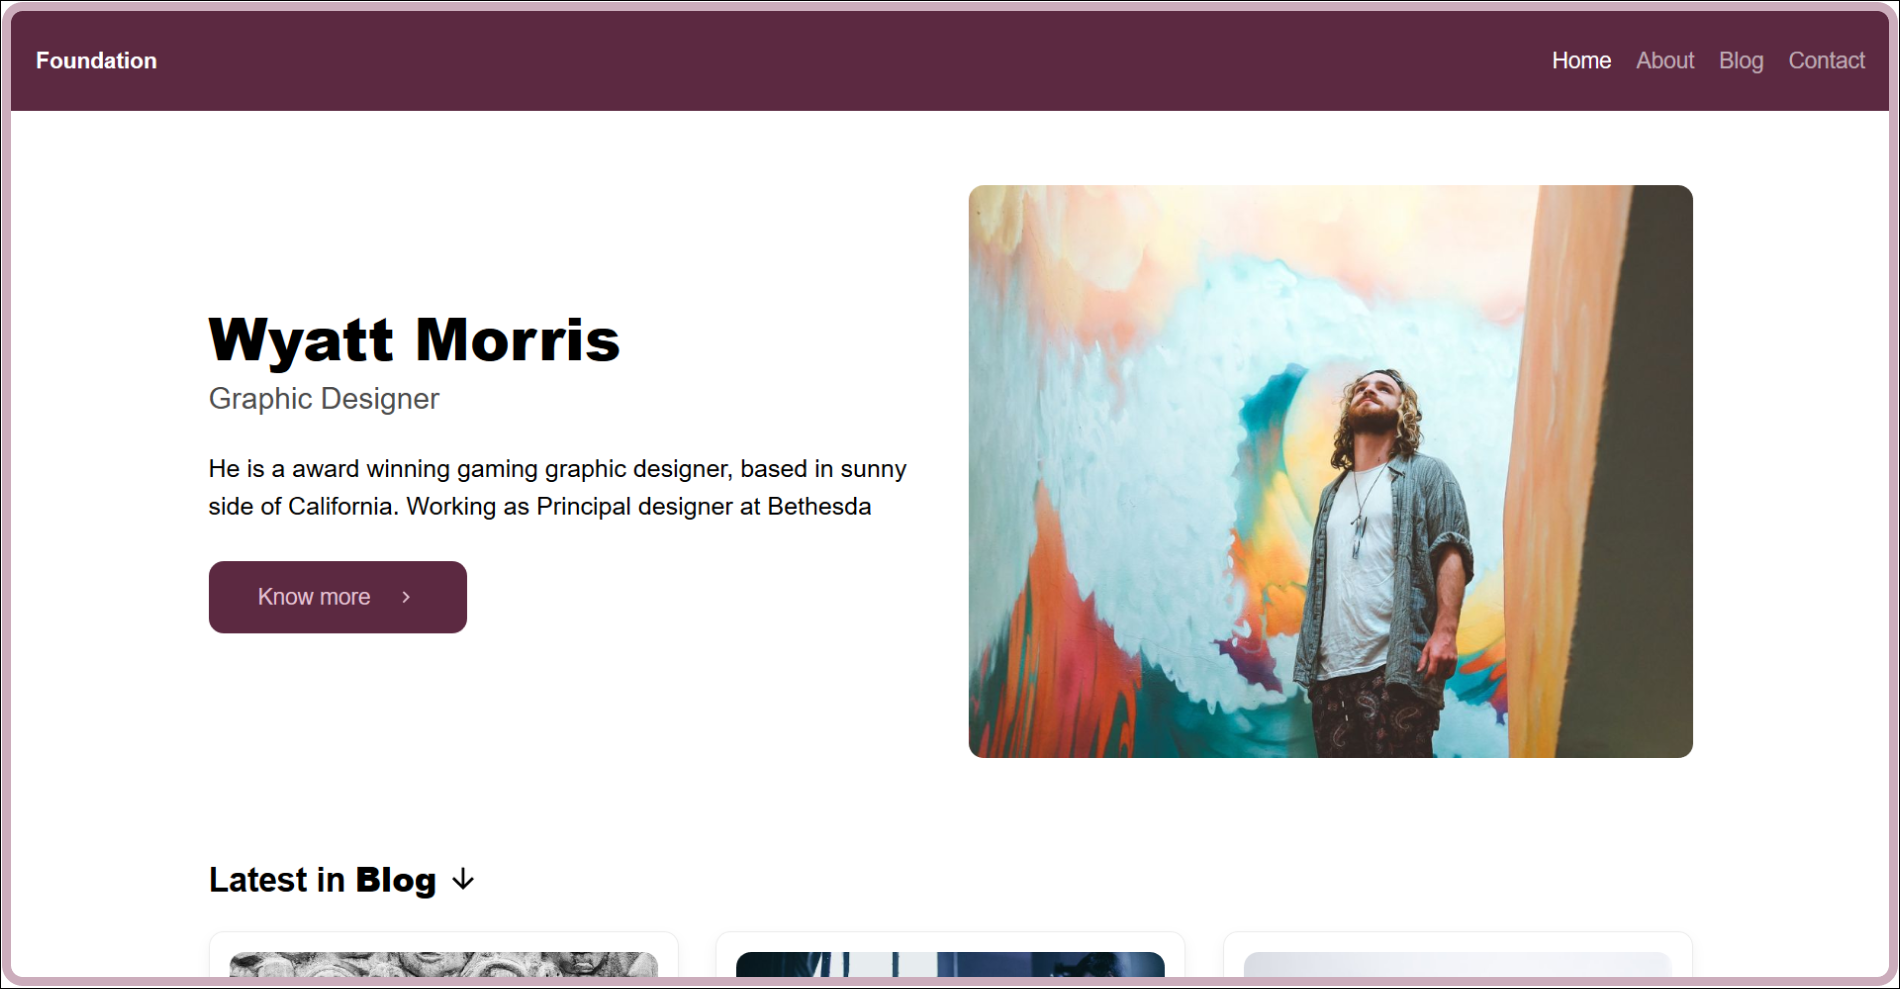 Foundation
Home About Blog Contact
Wyatt Morris
Graphic Designer
He is a award winning gaming graphic designer, based in sunny
side of California. Working as Principal designer at Bethesda
Know more
Latest in Blog